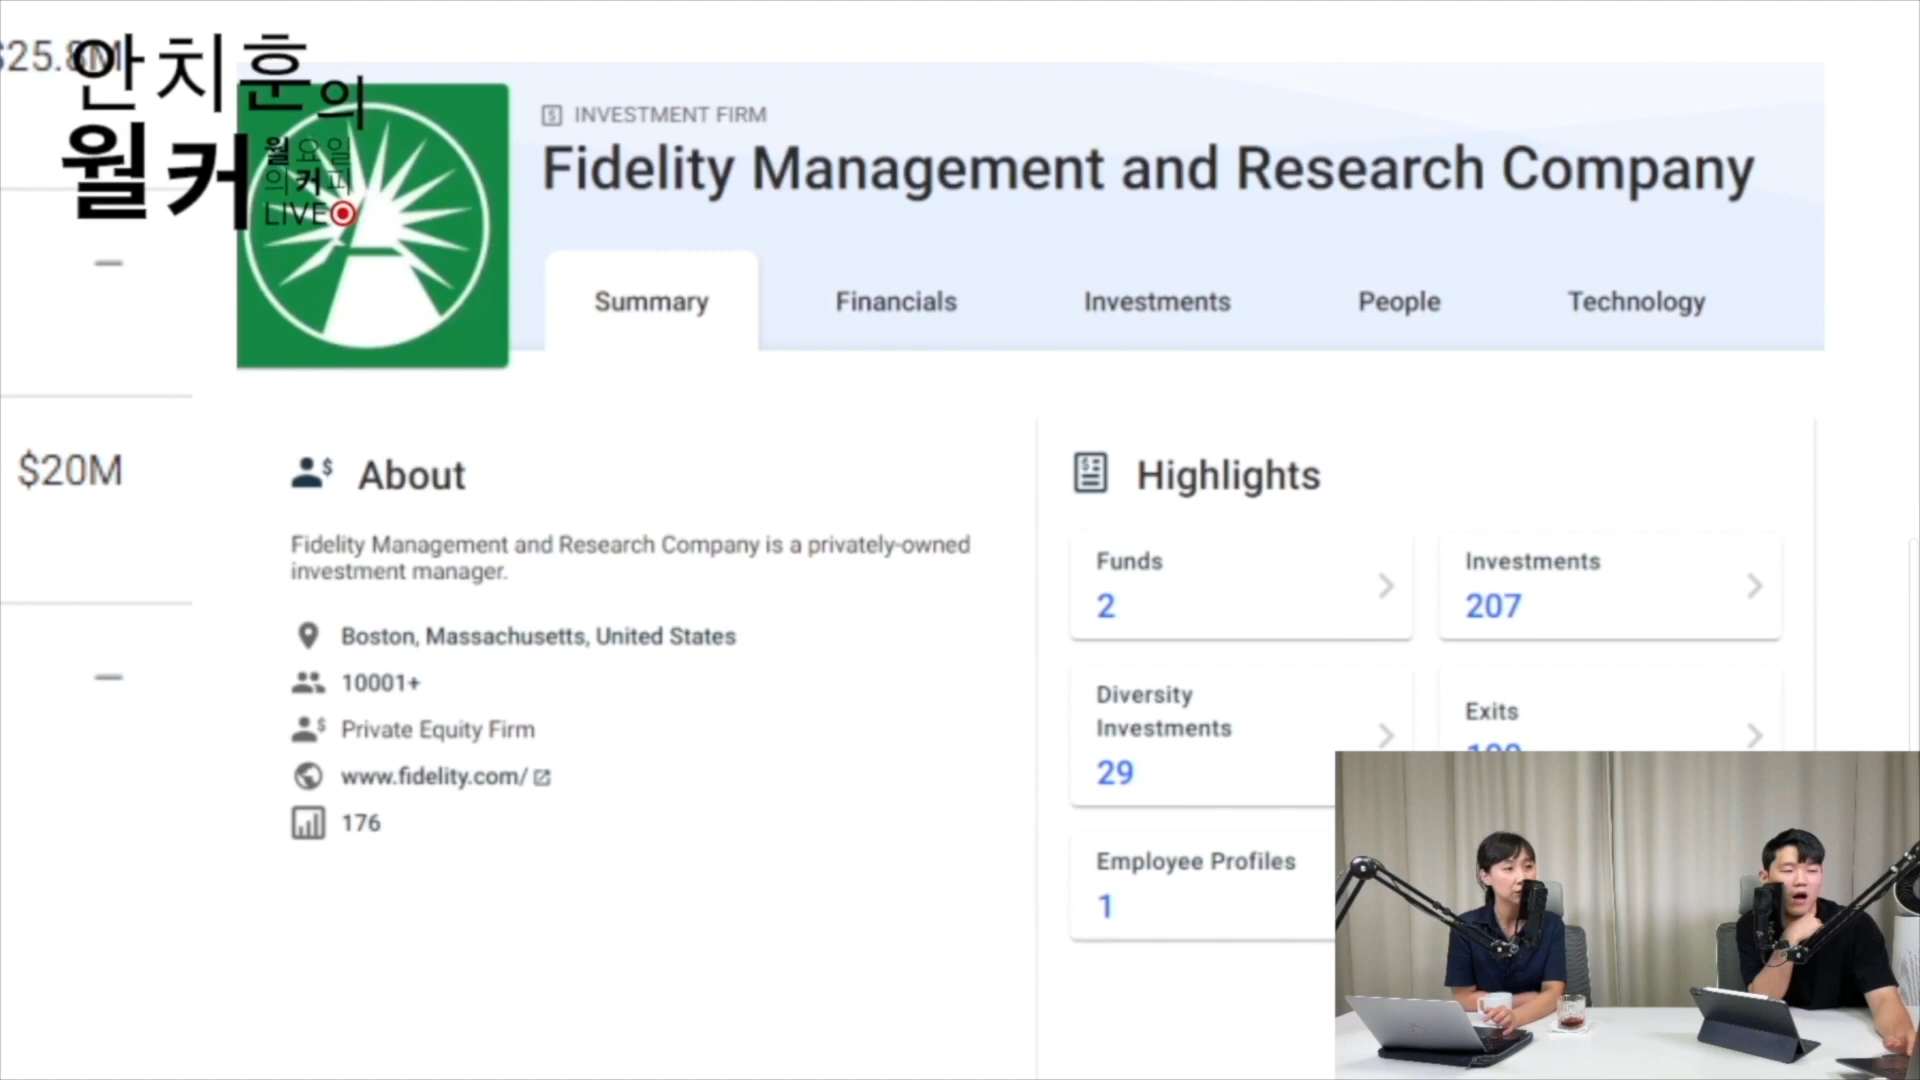 $25.8M
안치훈의
월커
월요일
의커피
LIVE
INVESTMENT FIRM
Fidelity Management and Research Company
Summary
Financials
Investments
People
Technology
$20M
About
Fidelity Management and Research Company is a privately-owned
investment manager.
Boston, Massachusetts, United States
10001+
Private Equity Firm
www.fidelity.com/
176
Highlights
Funds
2
Investments
207
Diversity
Investments
29
Exits
Employee Profiles
1